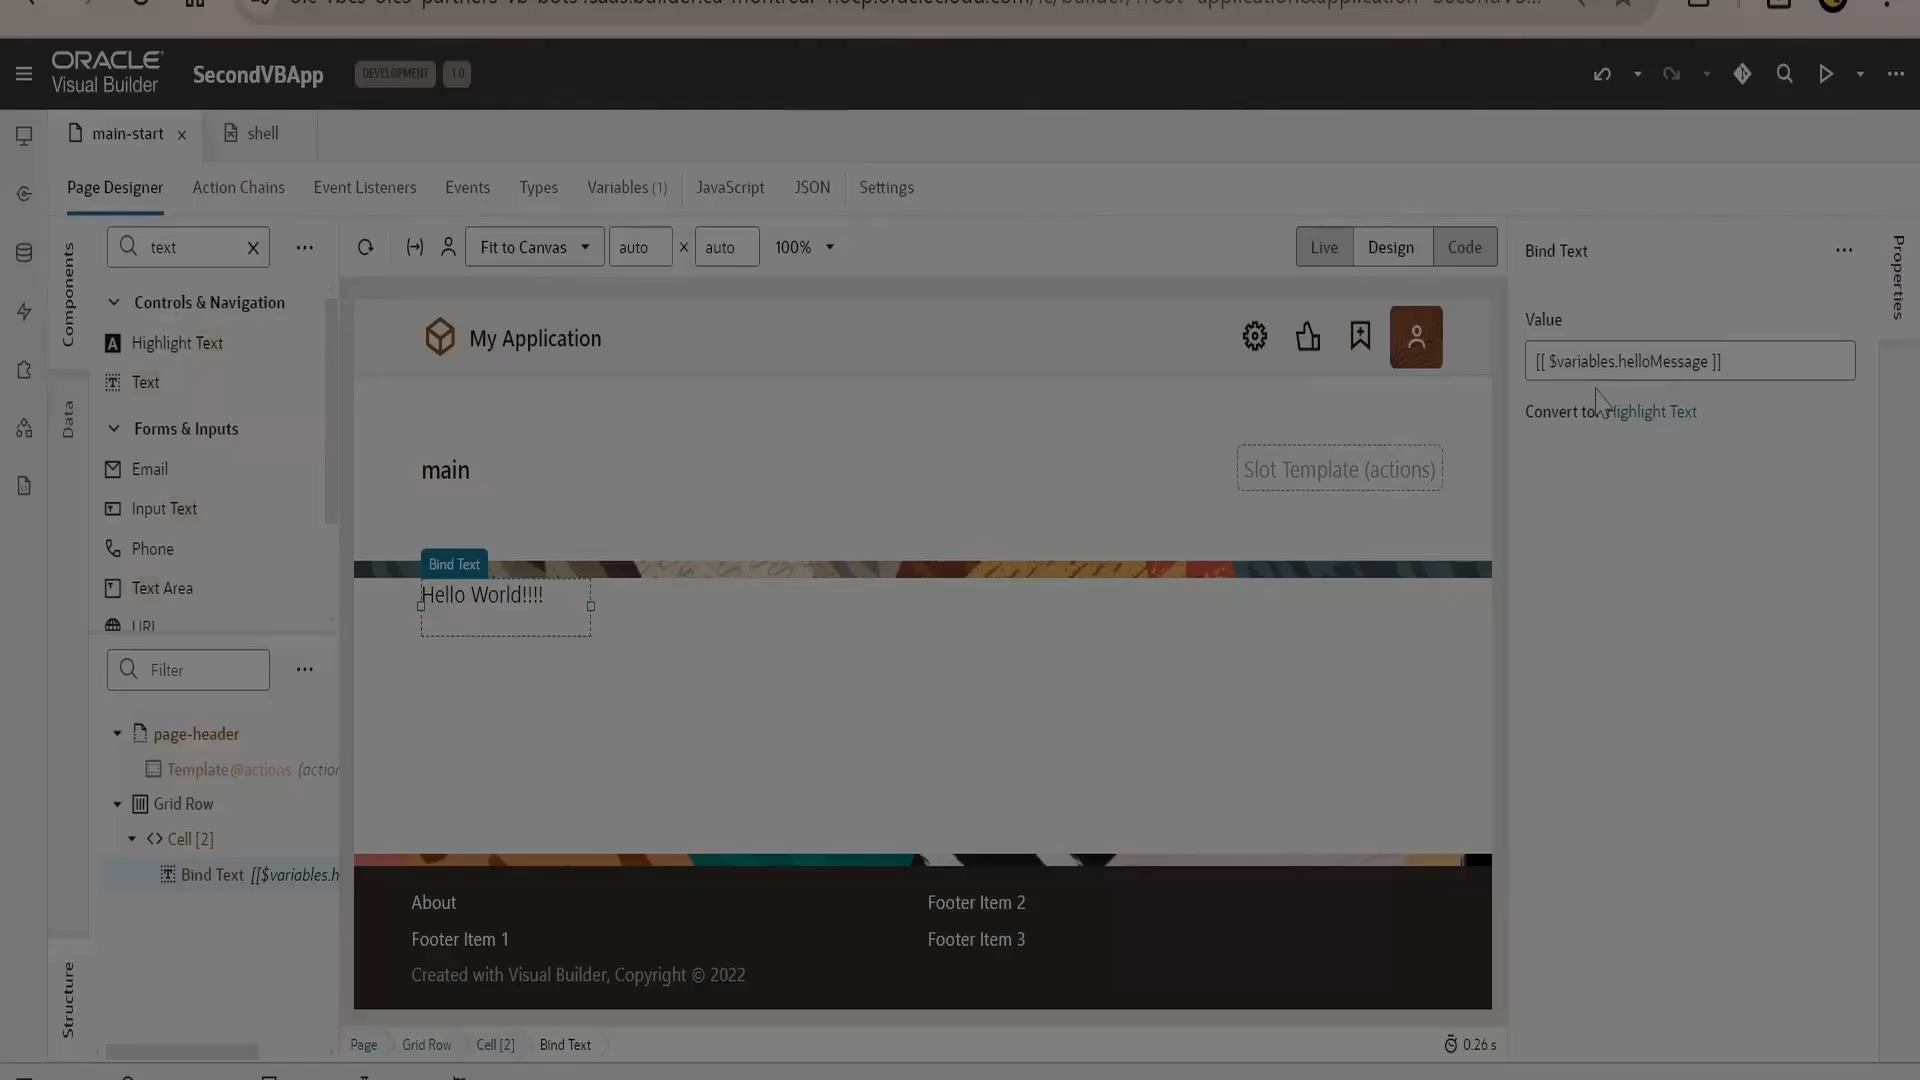 ORACLE
Visual Builder
SecondVBApp
DEVELOPMENT
1.0
main-start
shell
Page Designer
Action Chains
Event Listeners
Events
Types
Variables (1)
JavaScript
JSON
Settings
Components
text
Fit to Canvas
auto
×
auto
100%
Live
Design
Code
Bind Text
Properties
Controls & Navigation
Highlight Text
Text
Forms & Inputs
Email
Input Text
Phone
Text Area
URL
Data
My Application
Value
[[ $variables.helloMessage ]]
Convert to Highlight Text
main
Slot Template (actions)
Bind Text
Hello World!!!!
Filter
page-header
Template@actions (action
Grid Row
Cell [2]
Bind Text [[$variables.h
Structure
About
Footer Item 2
Footer Item 1
Footer Item 3
Created with Visual Builder, Copyright © 2022
Page
Grid Row
Cell [2]
Bind Text
0.26 s